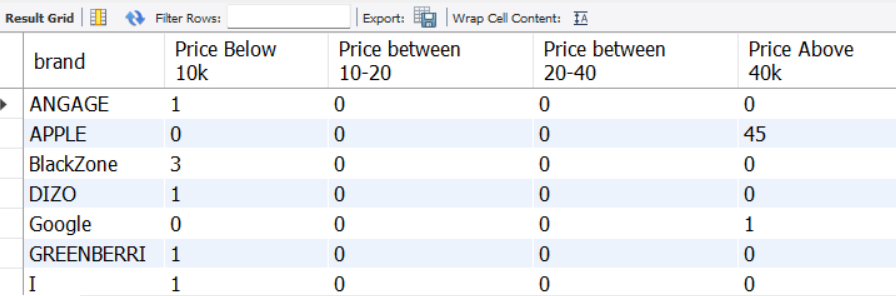 Result Grid Filter Rows: Export: Wrap Cell Content: IA
brand Price Below 10k Price between 10-20 Price between 20-40 Price Above 40k
ANGAGE 1 0 0 0
APPLE 0 0 0 45
BlackZone 3 0 0 0
DIZO 1 0 0 0
Google 0 0 0 1
GREENBERRI 1 0 0 0
I 1 0 0 0